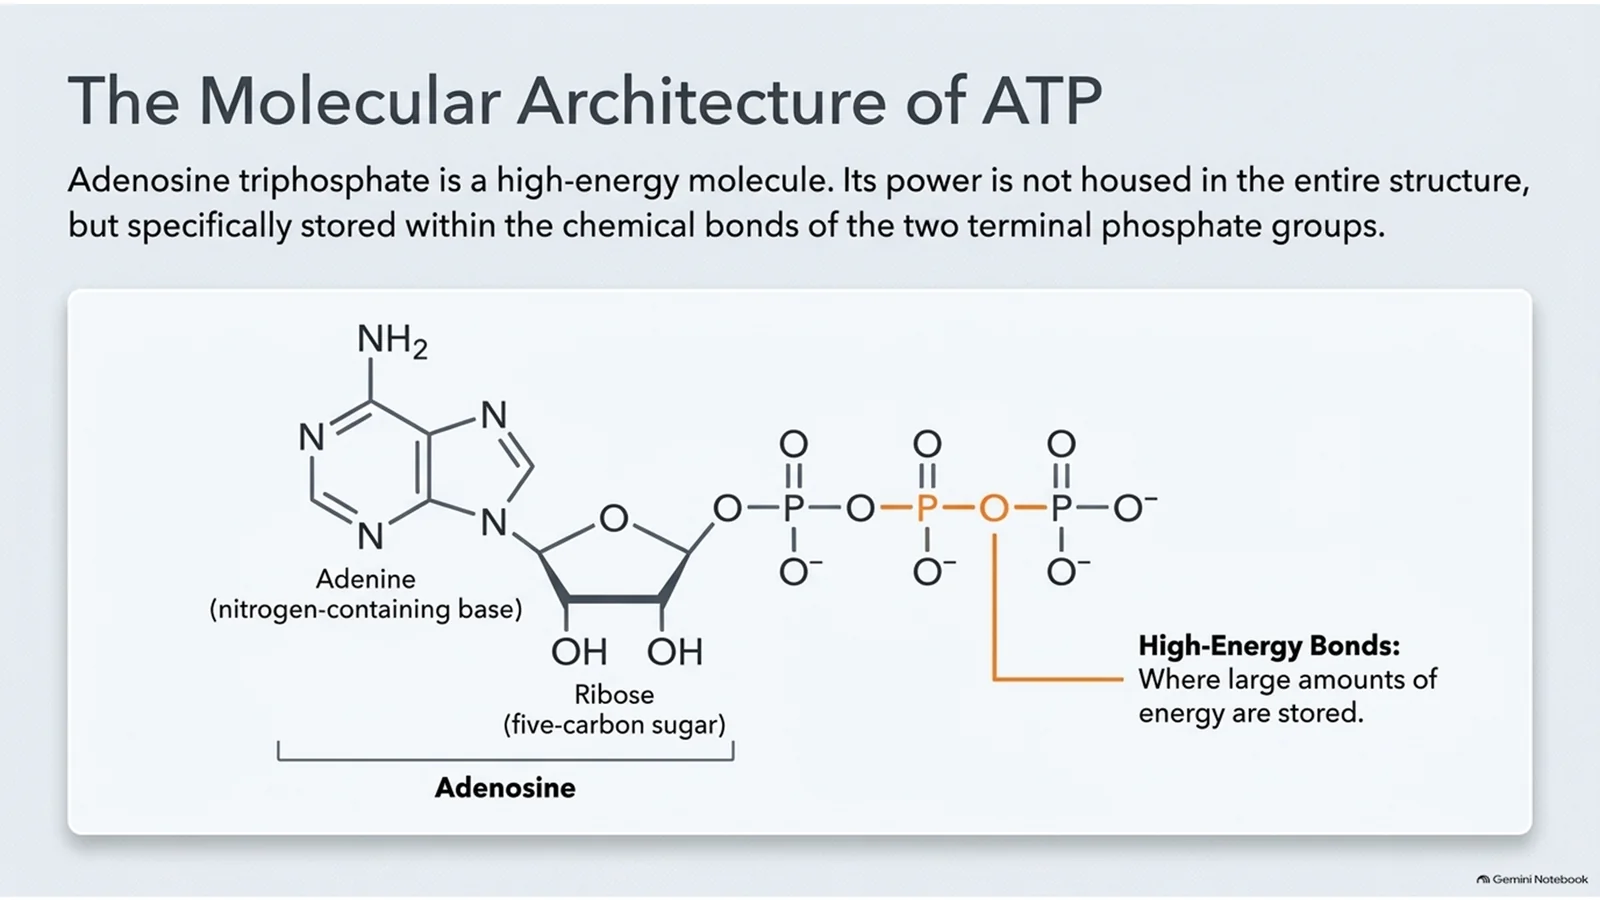 The Molecular Architecture of ATP
Adenosine triphosphate is a high-energy molecule. Its power is not housed in the entire structure,
but specifically stored within the chemical bonds of the two terminal phosphate groups.
NH₂
N
N
N
N
Adenine
(nitrogen-containing base)
O
OH OH
Ribose
(five-carbon sugar)
Adenosine
O O O
O P O P O P O⁻
O⁻ O⁻ O⁻
High-Energy Bonds:
Where large amounts of
energy are stored.
Gemini Notebook